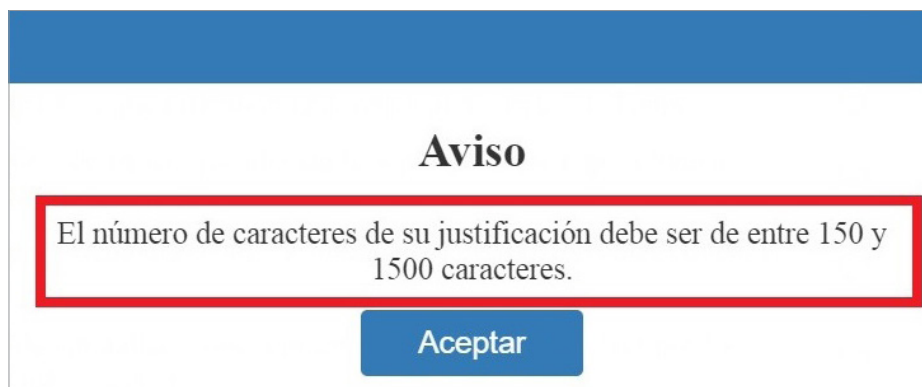 Aviso
El número de caracteres de su justificación debe ser de entre 150 y
1500 caracteres.
Aceptar